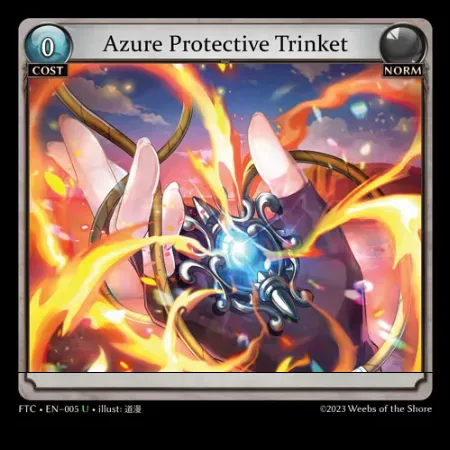 0
Azure Protective Trinket
COST
NORM
FTC • EN-005 U • illust: 道漫
©2023 Weebs of the Shore